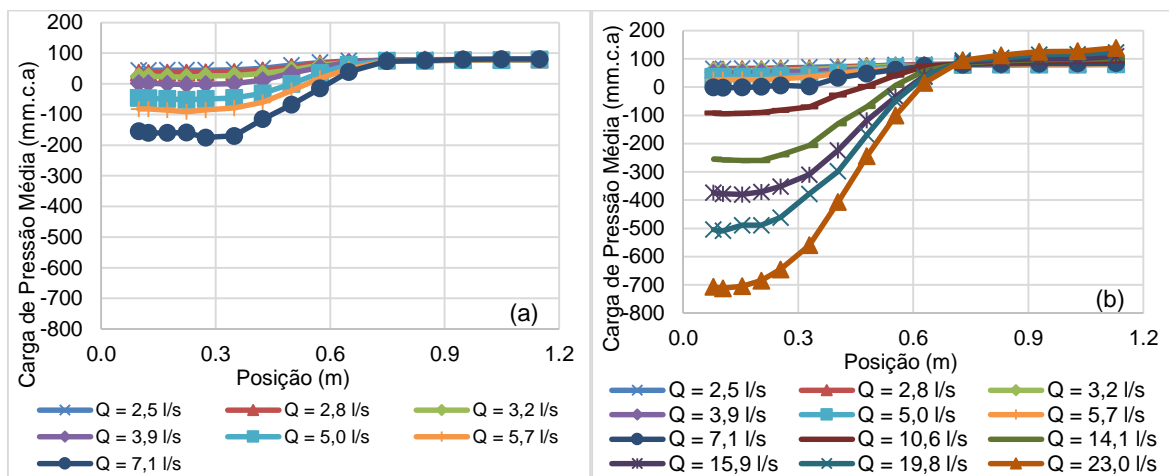 Carga de Pressão Média (mm.c.a)
200
100
0
-100
-200
-300
-400
-500
-600
-700
-800
(a)
0.0 0.3 0.6 0.9 1.2
Posição (m)
Q = 2,5 l/s Q = 2,8 l/s Q = 3,2 l/s
Q = 3,9 l/s Q = 5,0 l/s Q = 5,7 l/s
Q = 7,1 l/s
Carga de Pressão Média (mm.c.a)
200
100
0
-100
-200
-300
-400
-500
-600
-700
-800
(b)
0.0 0.3 0.6 0.9 1.2
Posição (m)
Q = 2,5 l/s Q = 2,8 l/s Q = 3,2 l/s
Q = 3,9 l/s Q = 5,0 l/s Q = 5,7 l/s
Q = 7,1 l/s Q = 10,6 l/s Q = 14,1 l/s
Q = 15,9 l/s Q = 19,8 l/s Q = 23,0 l/s